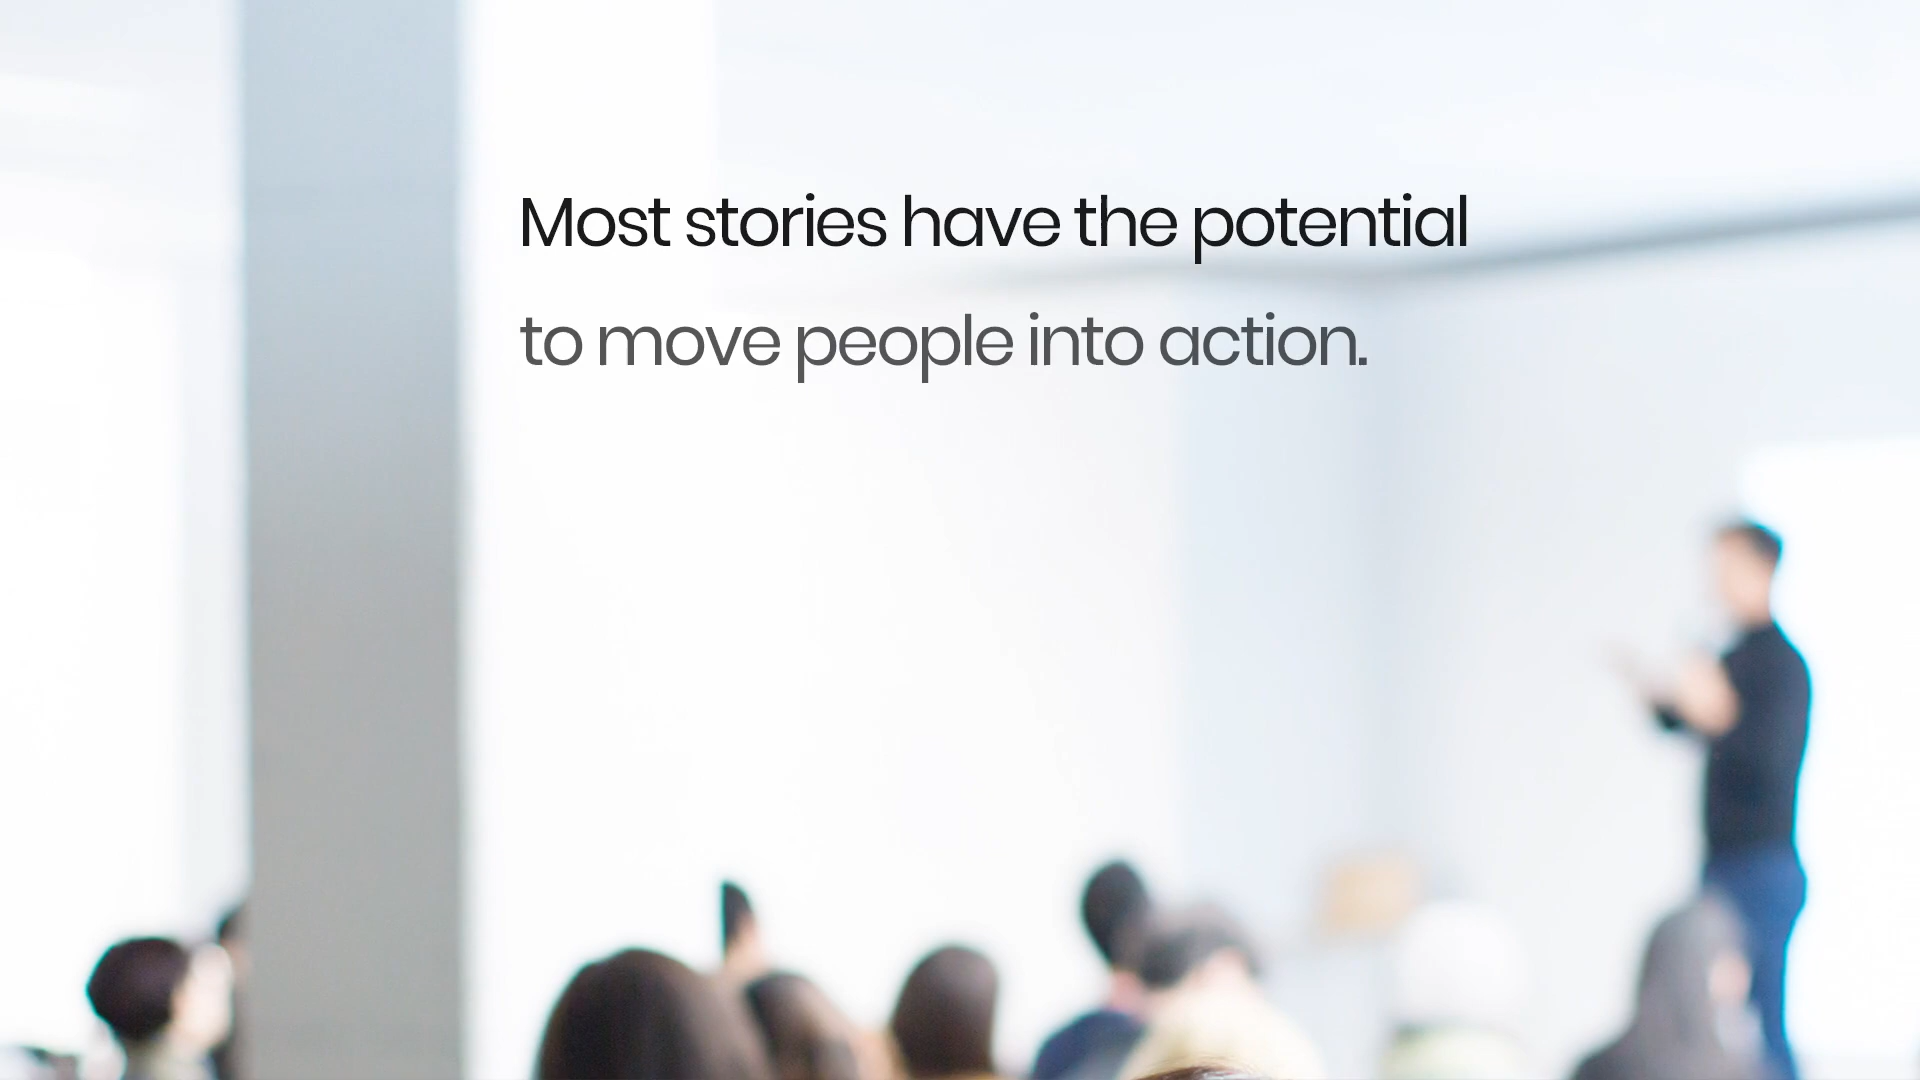 Most stories have the potential
to move people into action.